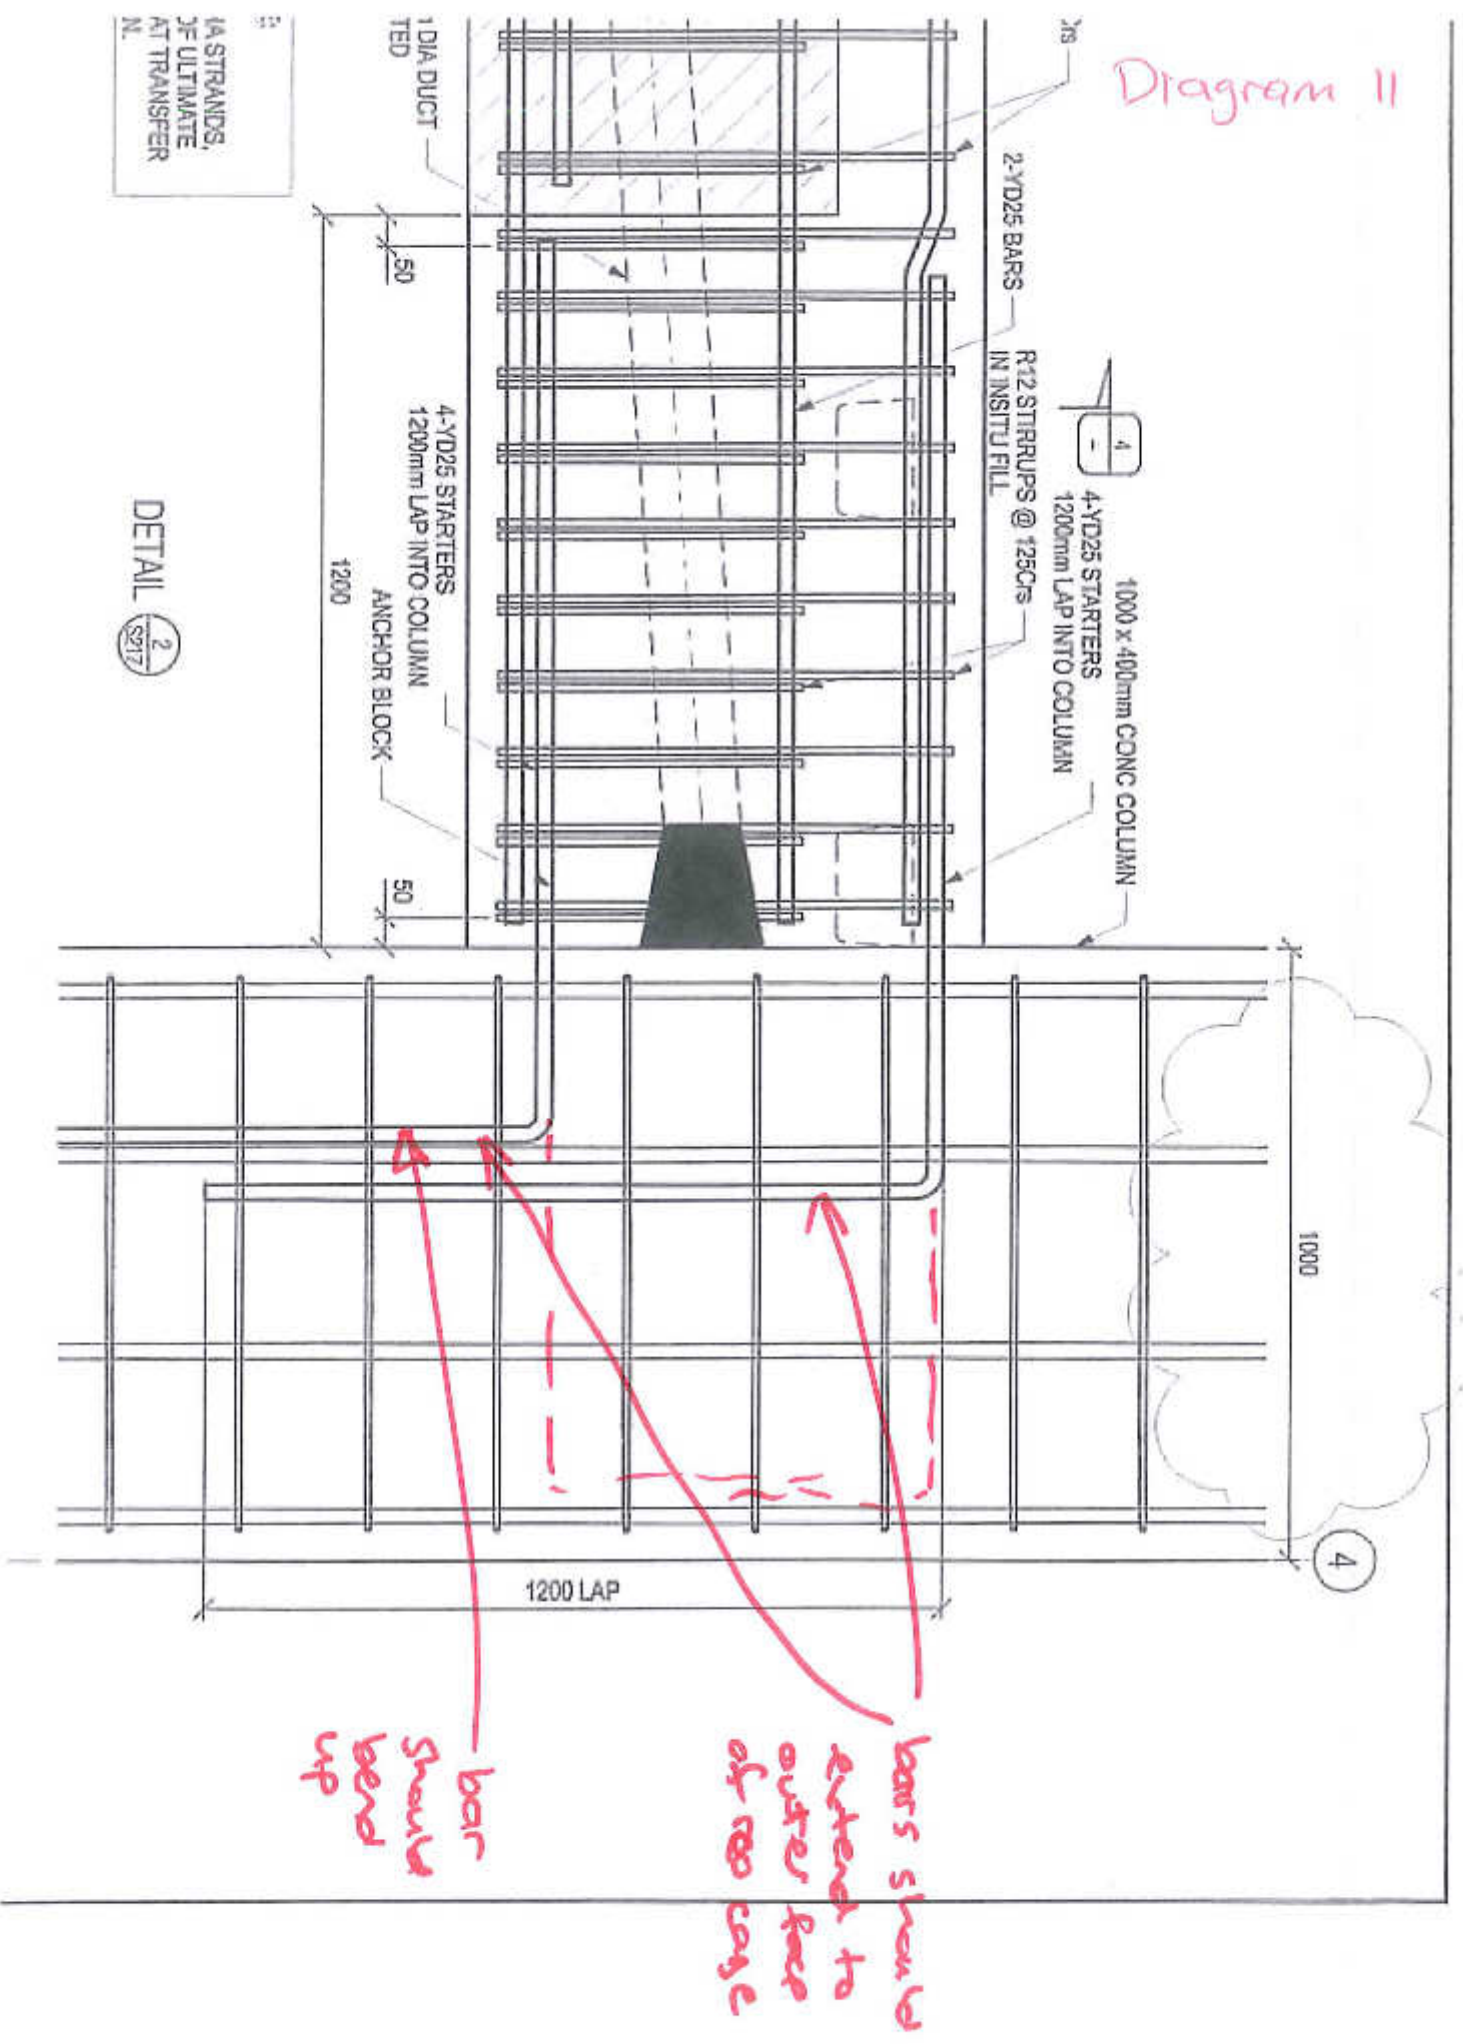 Diagram 11
Crs
2-YD25 BARS
R12 STIRRUPS @ 125Crs
IN INSITU FILL
4
-
4-YD25 STARTERS
1200mm LAP INTO COLUMN
1000 x 400mm CONC COLUMN
1000
4
1 DIA DUCT
TED
50
4-YD25 STARTERS
1200mm LAP INTO COLUMN
ANCHOR BLOCK
50
1200
1200 LAP
DETAIL 2
S217
MA STRANDS,
OF ULTIMATE
AT TRANSFER
N.
bars should
extend to
outer face
of reo cage
bar
should
bend
up